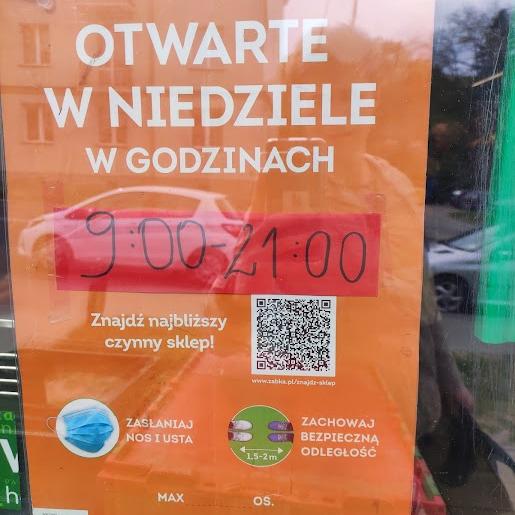 OTWARTE
W NIEDZIELE
W GODZINACH
9:00-21:00
Znajdź najbliższy
czynny sklep!
www.zabka.pl/znajdz-sklep
ZASŁANIAJ
NOS I USTA
1,5-2 m
ZACHOWAJ
BEZPIECZNĄ
ODLEGŁOŚĆ
MAX OS.